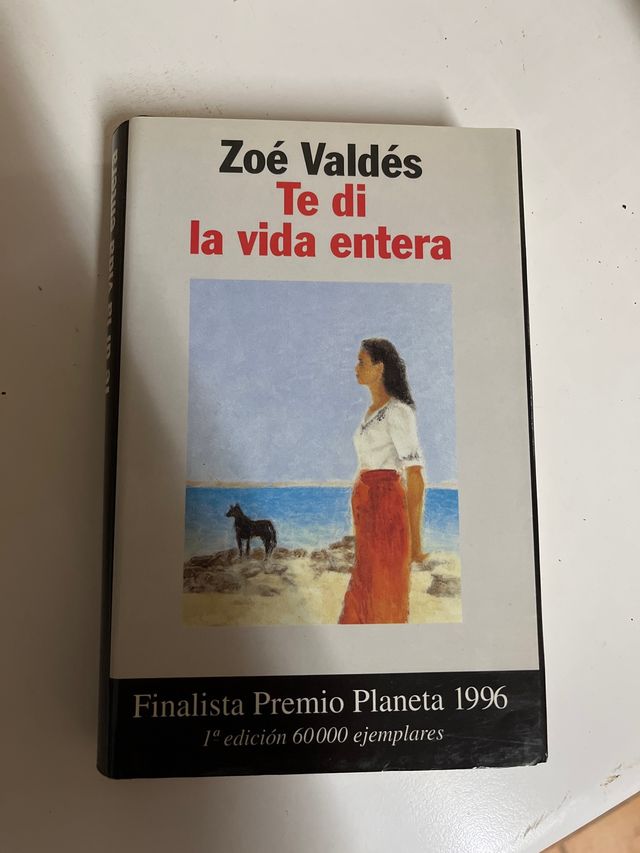 Zoé Valdés
Te di
la vida entera
Finalista Premio Planeta 1996
1ª edición 60000 ejemplares